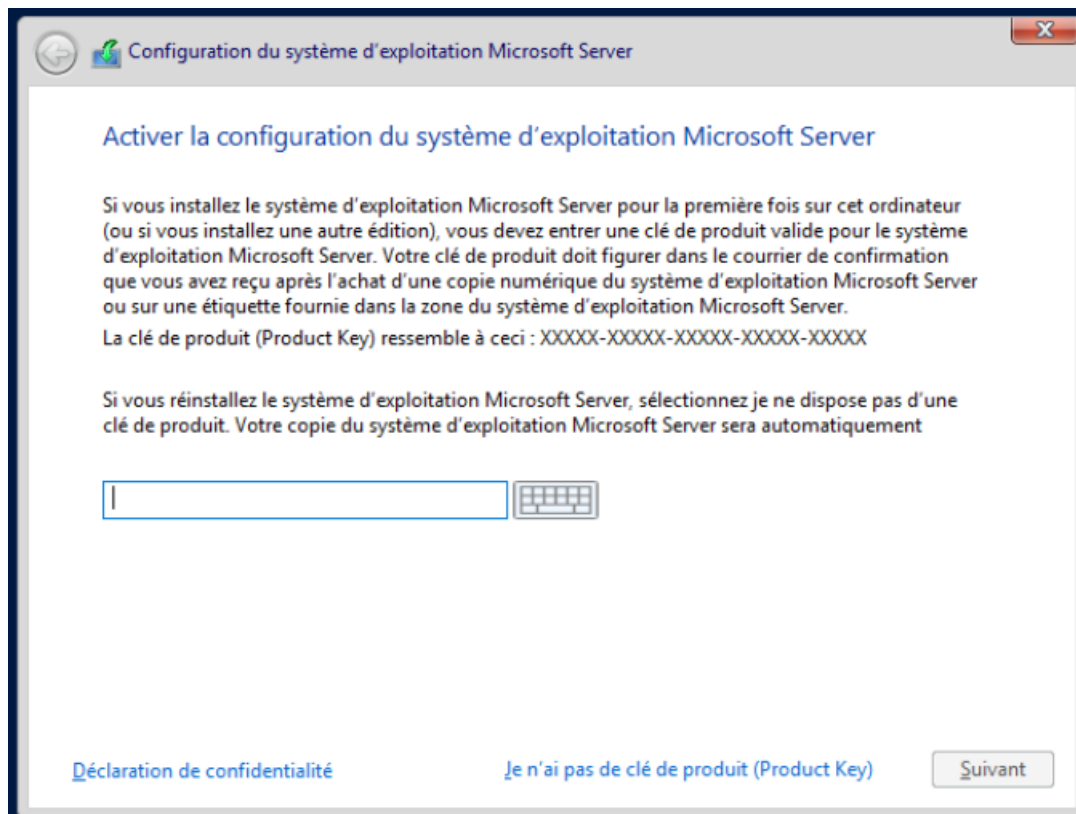 Configuration du système d'exploitation Microsoft Server
Activer la configuration du système d'exploitation Microsoft Server
Si vous installez le système d'exploitation Microsoft Server pour la première fois sur cet ordinateur
(ou si vous installez une autre édition), vous devez entrer une clé de produit valide pour le système
d'exploitation Microsoft Server. Votre clé de produit doit figurer dans le courrier de confirmation
que vous avez reçu après l'achat d'une copie numérique du système d'exploitation Microsoft Server
ou sur une étiquette fournie dans la zone du système d'exploitation Microsoft Server.
La clé de produit (Product Key) ressemble à ceci : XXXXX-XXXXX-XXXXX-XXXXX-XXXXX
Si vous réinstallez le système d'exploitation Microsoft Server, sélectionnez je ne dispose pas d'une
clé de produit. Votre copie du système d'exploitation Microsoft Server sera automatiquement
Déclaration de confidentialité Je n'ai pas de clé de produit (Product Key) Suivant